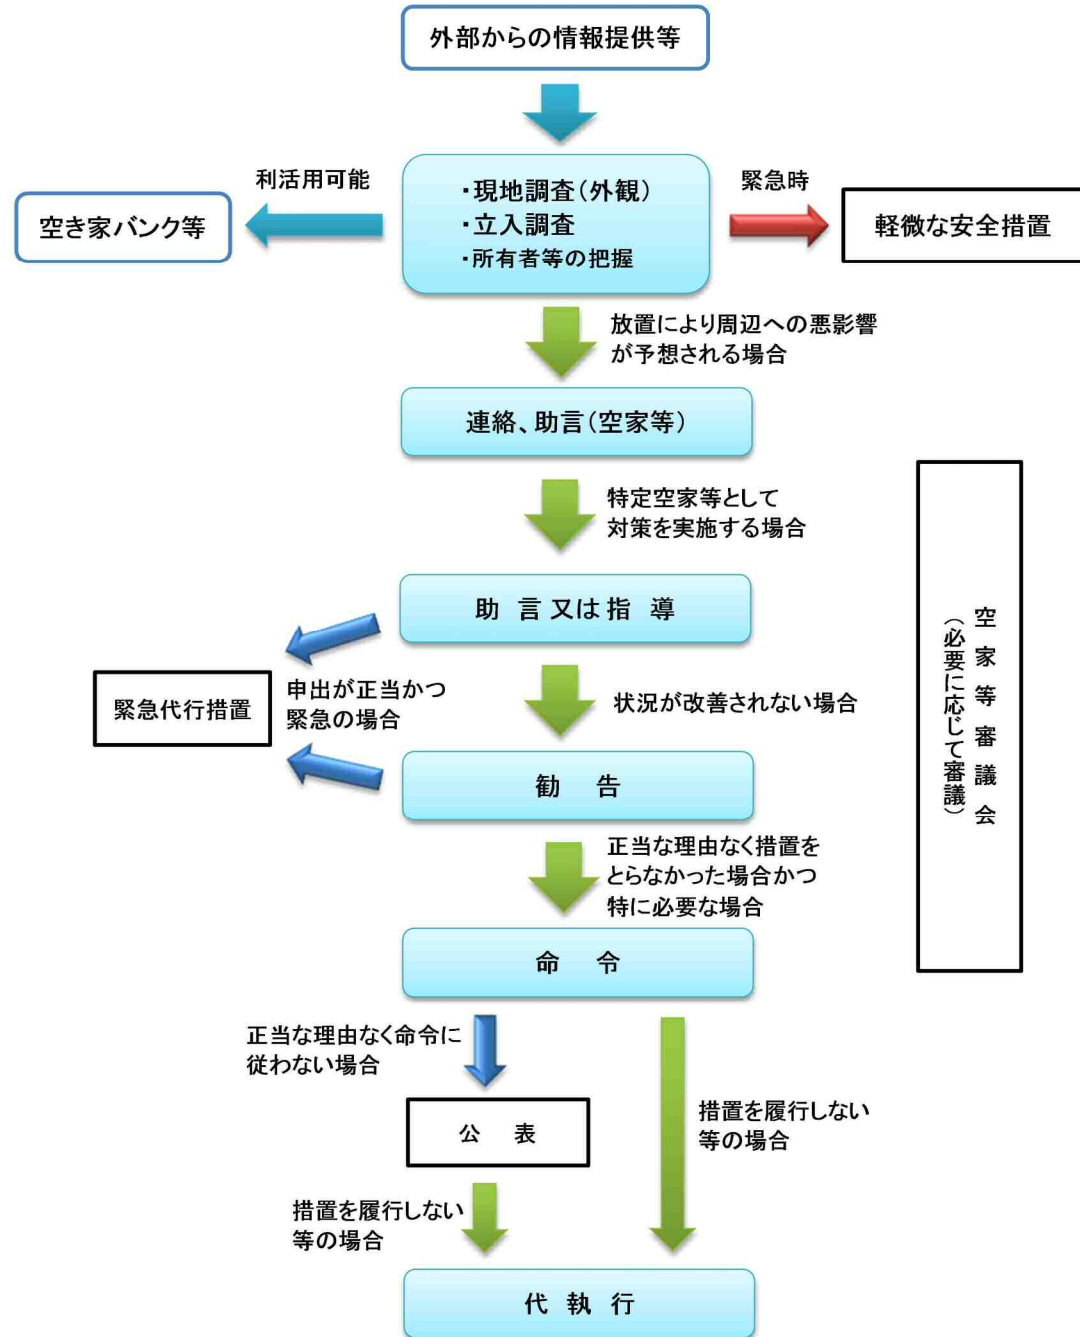 外部からの情報提供等
利活用可能
緊急時
・現地調査(外観)
・立入調査
・所有者等の把握
空き家バンク等
軽微な安全措置
放置により周辺への悪影響
が予想される場合
連絡、助言(空家等)
特定空家等として
対策を実施する場合
助 言 又は 指 導
申出が正当かつ
緊急の場合
緊急代行措置
状況が改善されない場合
勧 告
空家等審議会
(必要に応じて審議)
正当な理由なく措置を
とらなかった場合かつ
特に必要な場合
命 令
正当な理由なく命令に
従わない場合
公 表
措置を履行しない
等の場合
措置を履行しない
等の場合
代 執 行